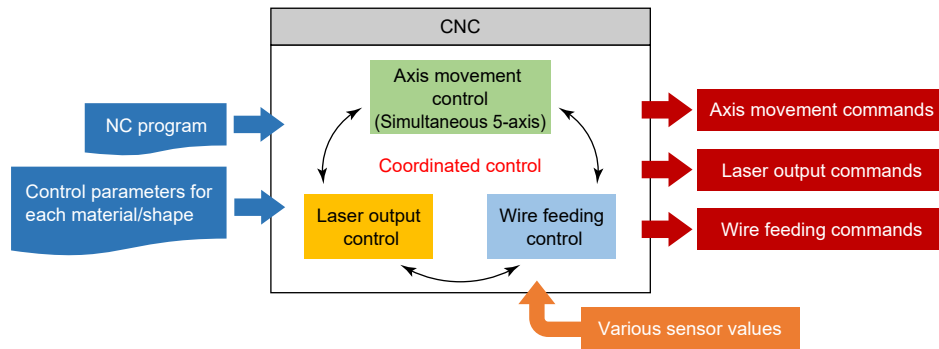 CNC
Axis movement
control
(Simultaneous 5-axis)
NC program
Coordinated control
Control parameters for
each material/shape
Laser output
control
Wire feeding
control
Axis movement commands
Laser output commands
Wire feeding commands
Various sensor values